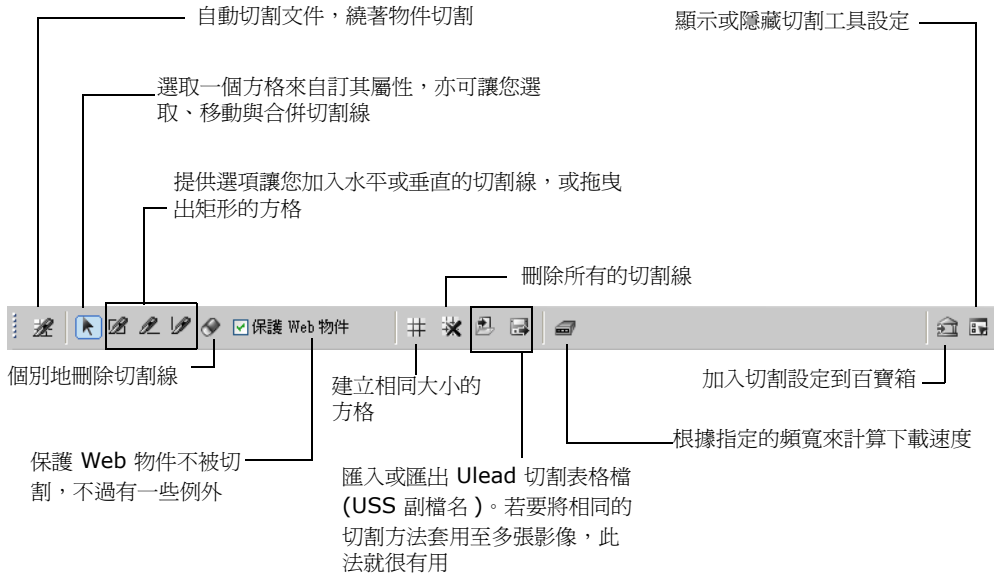 自動切割文件，繞著物件切割
顯示或隱藏切割工具設定
選取一個方格來自訂其屬性，亦可讓您選
取、移動與合併切割線
提供選項讓您加入水平或垂直的切割線，或拖曳
出矩形的方格
刪除所有的切割線
保護 Web 物件
個別地刪除切割線
建立相同大小的
方格
加入切割設定到百寶箱
根據指定的頻寬來計算下載速度
保護 Web 物件不被切
割，不過有一些例外
匯入或匯出 Ulead 切割表格檔
(USS 副檔名 )。若要將相同的
切割方法套用至多張影像，此
法就很有用